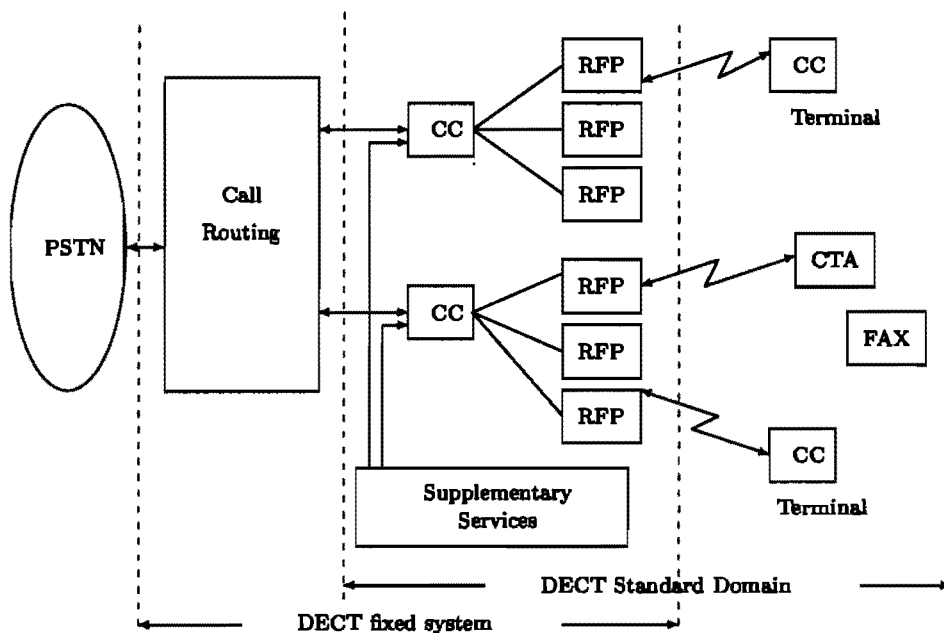 RFP
CC
Terminal
CC
RFP
RFP
Call
Routing
PSTN
RFP
CTA
CC
RFP
FAX
RFP
CC
Terminal
Supplementary
Services
DECT Standard Domain
DECT fixed system